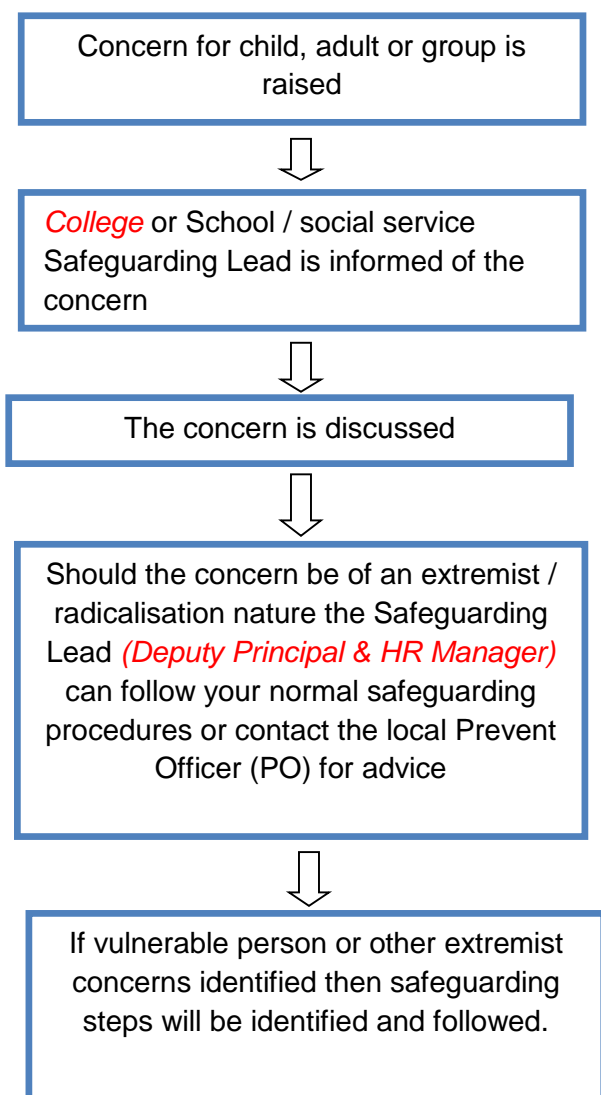 Concern for child, adult or group is
raised
College or School / social service
Safeguarding Lead is informed of the
concern
The concern is discussed
Should the concern be of an extremist /
radicalisation nature the Safeguarding
Lead (Deputy Principal & HR Manager)
can follow your normal safeguarding
procedures or contact the local Prevent
Officer (PO) for advice
If vulnerable person or other extremist
concerns identified then safeguarding
steps will be identified and followed.